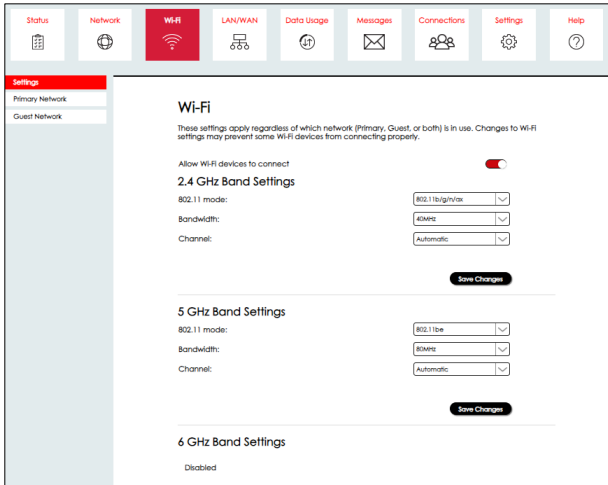 Status Network Wi-Fi LAN/WAN Data Usage Messages Connections Settings Help
Settings
Primary Network
Guest Network
Wi-Fi
These settings apply regardless of which network (Primary, Guest, or both) is in use. Changes to Wi-Fi
settings may prevent some Wi-Fi devices from connecting properly.
Allow Wi-Fi devices to connect
2.4 GHz Band Settings
802.11 mode: 802.11b/g/n/ax
Bandwidth: 40MHz
Channel: Automatic
Save Changes
5 GHz Band Settings
802.11 mode: 802.11be
Bandwidth: 80MHz
Channel: Automatic
Save Changes
6 GHz Band Settings
Disabled